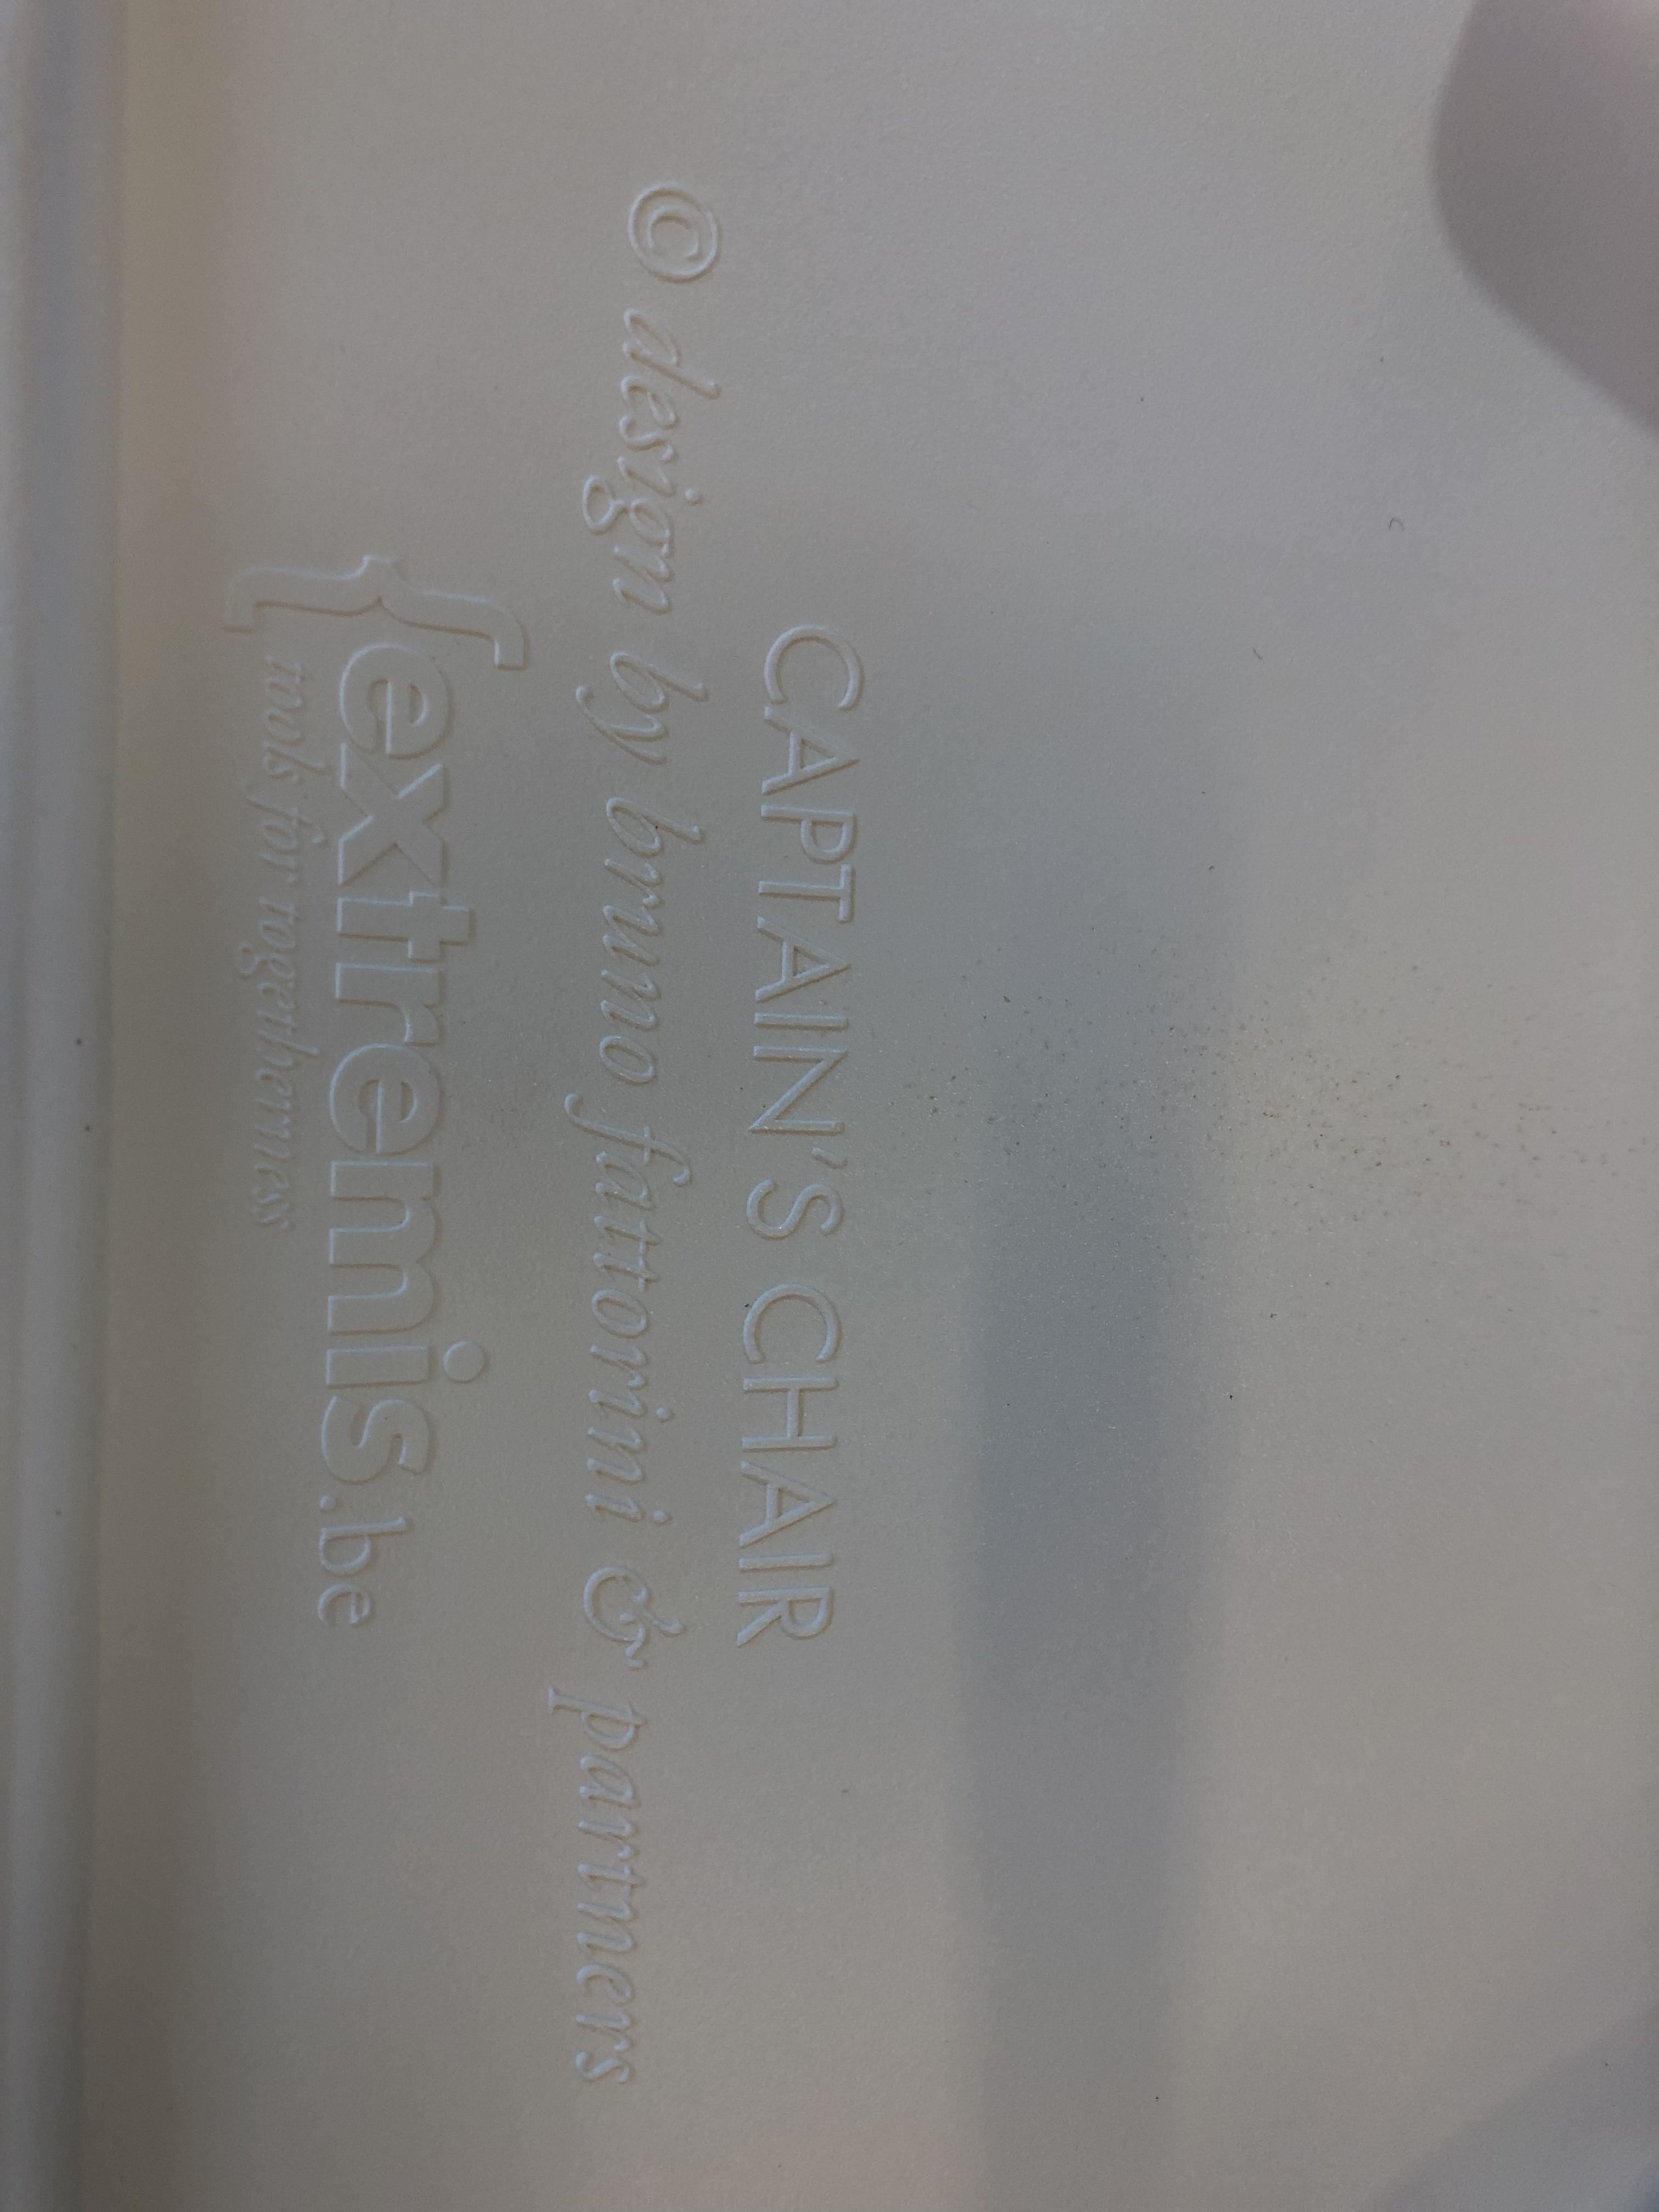 CAPTAIN'S CHAIR
© design by bruno fattorini & partners
{extremis.be
tools for togetherness